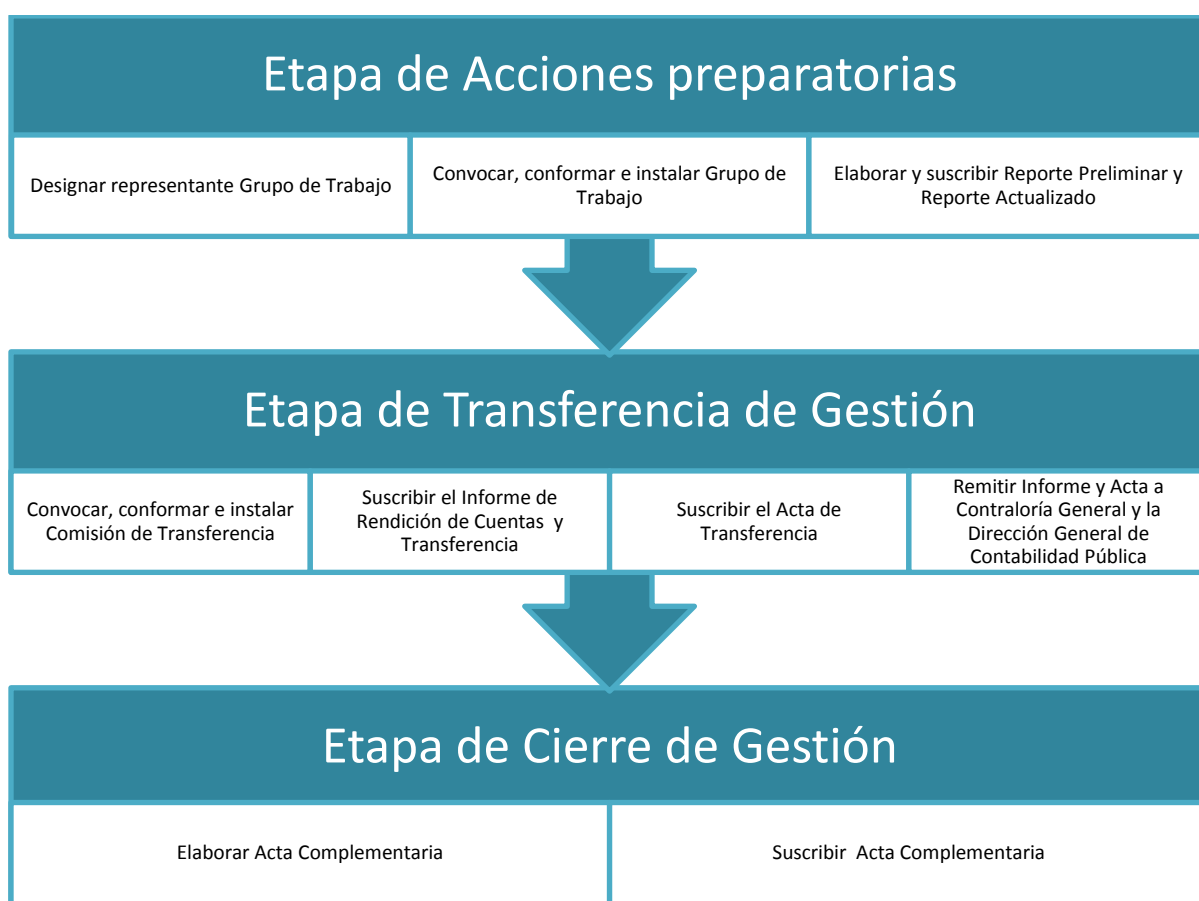 Etapa de Acciones preparatorias
Designar representante Grupo de Trabajo
Convocar, conformar e instalar Grupo de
Trabajo
Elaborar y suscribir Reporte Preliminar y
Reporte Actualizado
Etapa de Transferencia de Gestión
Convocar, conformar e instalar
Comisión de Transferencia
Suscribir el Informe de
Rendición de Cuentas y
Transferencia
Suscribir el Acta de
Transferencia
Remitir Informe y Acta a
Contraloría General y la
Dirección General de
Contabilidad Pública
Etapa de Cierre de Gestión
Elaborar Acta Complementaria
Suscribir Acta Complementaria